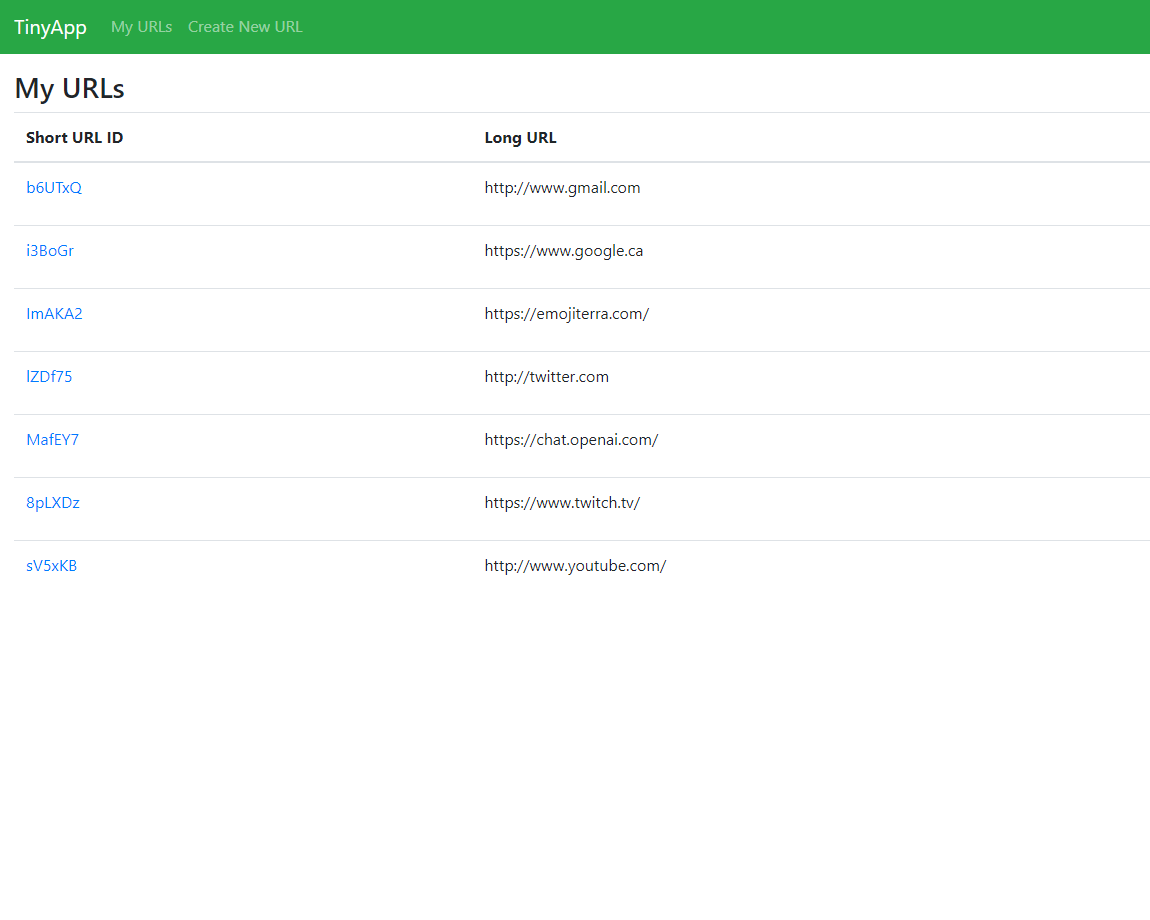 TinyApp My URLs Create New URL
My URLs
Short URL ID Long URL
b6UTxQ http://www.gmail.com
i3BoGr https://www.google.ca
ImAKA2 https://emojiterra.com/
lZDf75 http://twitter.com
MafEY7 https://chat.openai.com/
8pLXDz https://www.twitch.tv/
sV5xKB http://www.youtube.com/